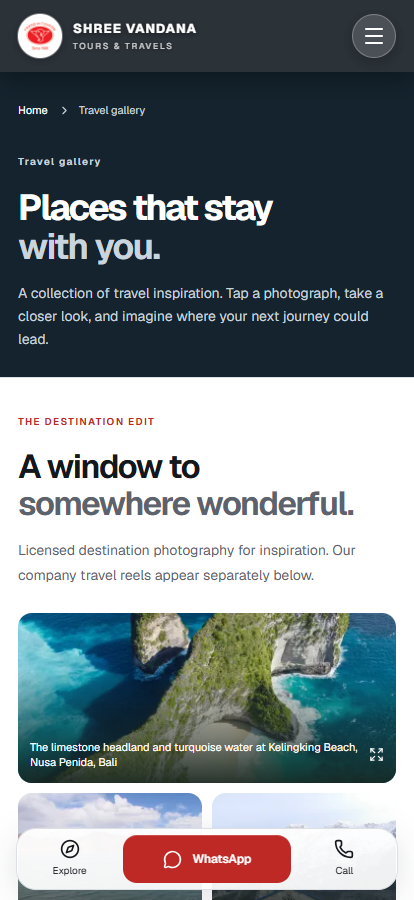 SHREE VANDANA
TOURS & TRAVELS
Home
Travel gallery
Travel gallery
Places that stay
with you.
A collection of travel inspiration. Tap a photograph, take a
closer look, and imagine where your next journey could
lead.
THE DESTINATION EDIT
A window to
somewhere wonderful.
Licensed destination photography for inspiration. Our
company travel reels appear separately below.
The limestone headland and turquoise water at Kelingking Beach,
Nusa Penida, Bali
Explore
WhatsApp
Call